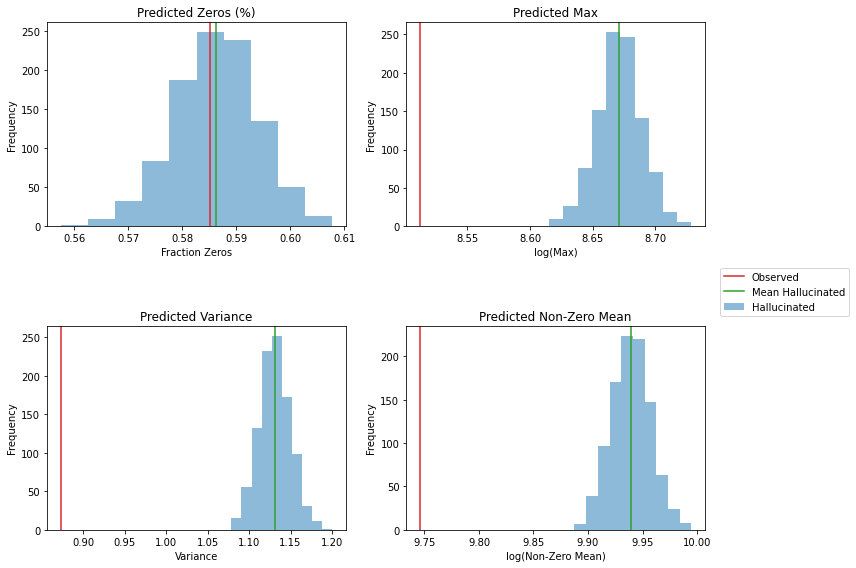 Predicted Zeros (%)
Frequency
250
200
150
100
50
0
0.56 0.57 0.58 0.59 0.60 0.61
Fraction Zeros
Predicted Max
Frequency
250
200
150
100
50
0
8.55 8.60 8.65 8.70
log(Max)
Observed
Mean Hallucinated
Hallucinated
Predicted Variance
Frequency
250
200
150
100
50
0
0.90 0.95 1.00 1.05 1.10 1.15 1.20
Variance
Predicted Non-Zero Mean
Frequency
200
150
100
50
0
9.75 9.80 9.85 9.90 9.95 10.00
log(Non-Zero Mean)